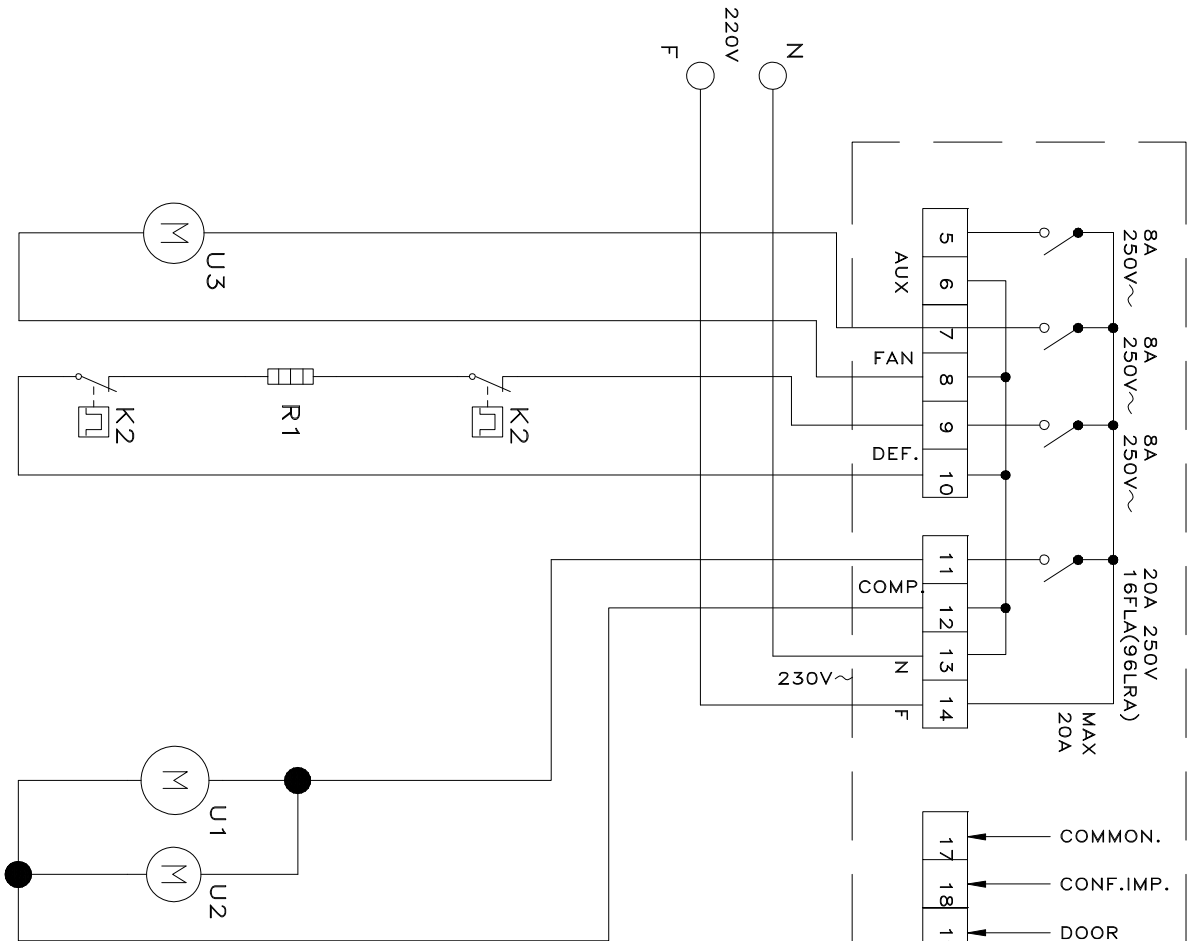 F
220V
N
U3
K2
R1
K2
U1
U2
AUX
FAN
DEF.
COMP.
N
F
230V~
5
6
7
8
9
10
11
12
13
14
17
18
1
8A
250V~
8A
250V~
8A
250V~
20A 250V
16FLA(96LRA)
MAX
20A
COMMON.
CONF.IMP.
DOOR
M
M
M